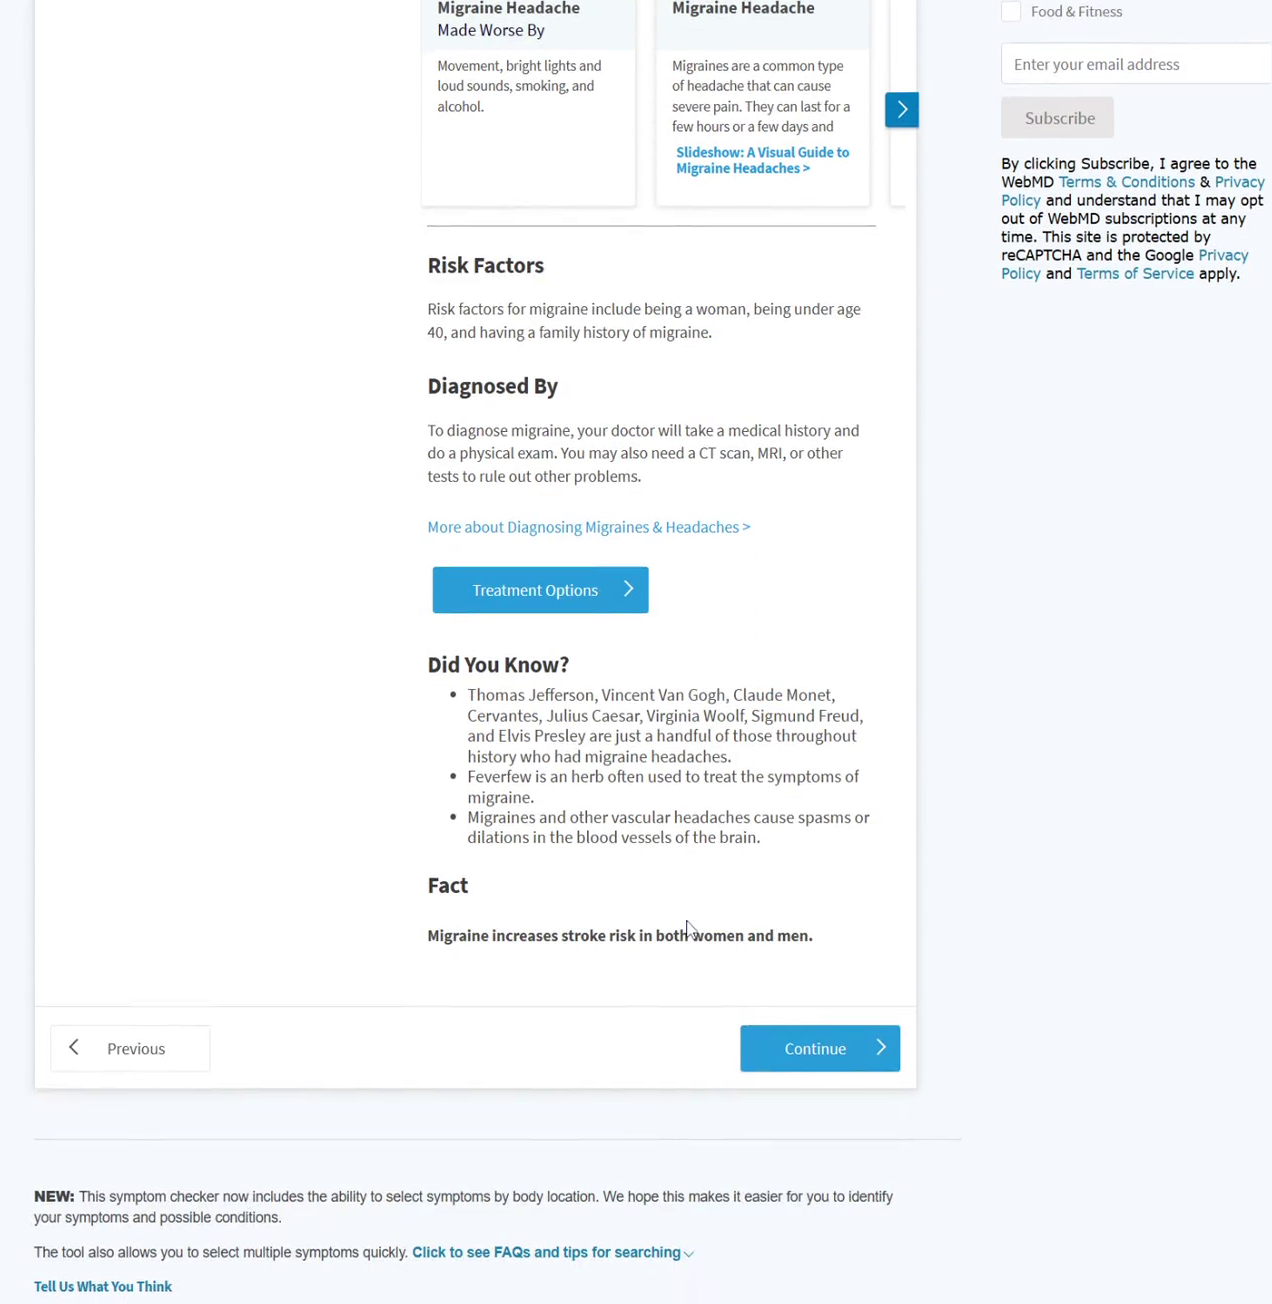 Migraine Headache
Made Worse By
Movement, bright lights and
loud sounds, smoking, and
alcohol.
Migraine Headache
Migraines are a common type
of headache that can cause
severe pain. They can last for a
few hours or a few days and
Slideshow: A Visual Guide to
Migraine Headaches >
Risk Factors
Risk factors for migraine include being a woman, being under age
40, and having a family history of migraine.
Diagnosed By
To diagnose migraine, your doctor will take a medical history and
do a physical exam. You may also need a CT scan, MRI, or other
tests to rule out other problems.
More about Diagnosing Migraines & Headaches >
Treatment Options
Did You Know?
• Thomas Jefferson, Vincent Van Gogh, Claude Monet,
Cervantes, Julius Caesar, Virginia Woolf, Sigmund Freud,
and Elvis Presley are just a handful of those throughout
history who had migraine headaches.
• Feverfew is an herb often used to treat the symptoms of
migraine.
• Migraines and other vascular headaches cause spasms or
dilations in the blood vessels of the brain.
Fact
Migraine increases stroke risk in both women and men.
Previous
Continue
Food & Fitness
Enter your email address
Subscribe
By clicking Subscribe, I agree to the
WebMD Terms & Conditions & Privacy
Policy and understand that I may opt
out of WebMD subscriptions at any
time. This site is protected by
reCAPTCHA and the Google Privacy
Policy and Terms of Service apply.
NEW: This symptom checker now includes the ability to select symptoms by body location. We hope this makes it easier for you to identify
your symptoms and possible conditions.
The tool also allows you to select multiple symptoms quickly. Click to see FAQs and tips for searching
Tell Us What You Think